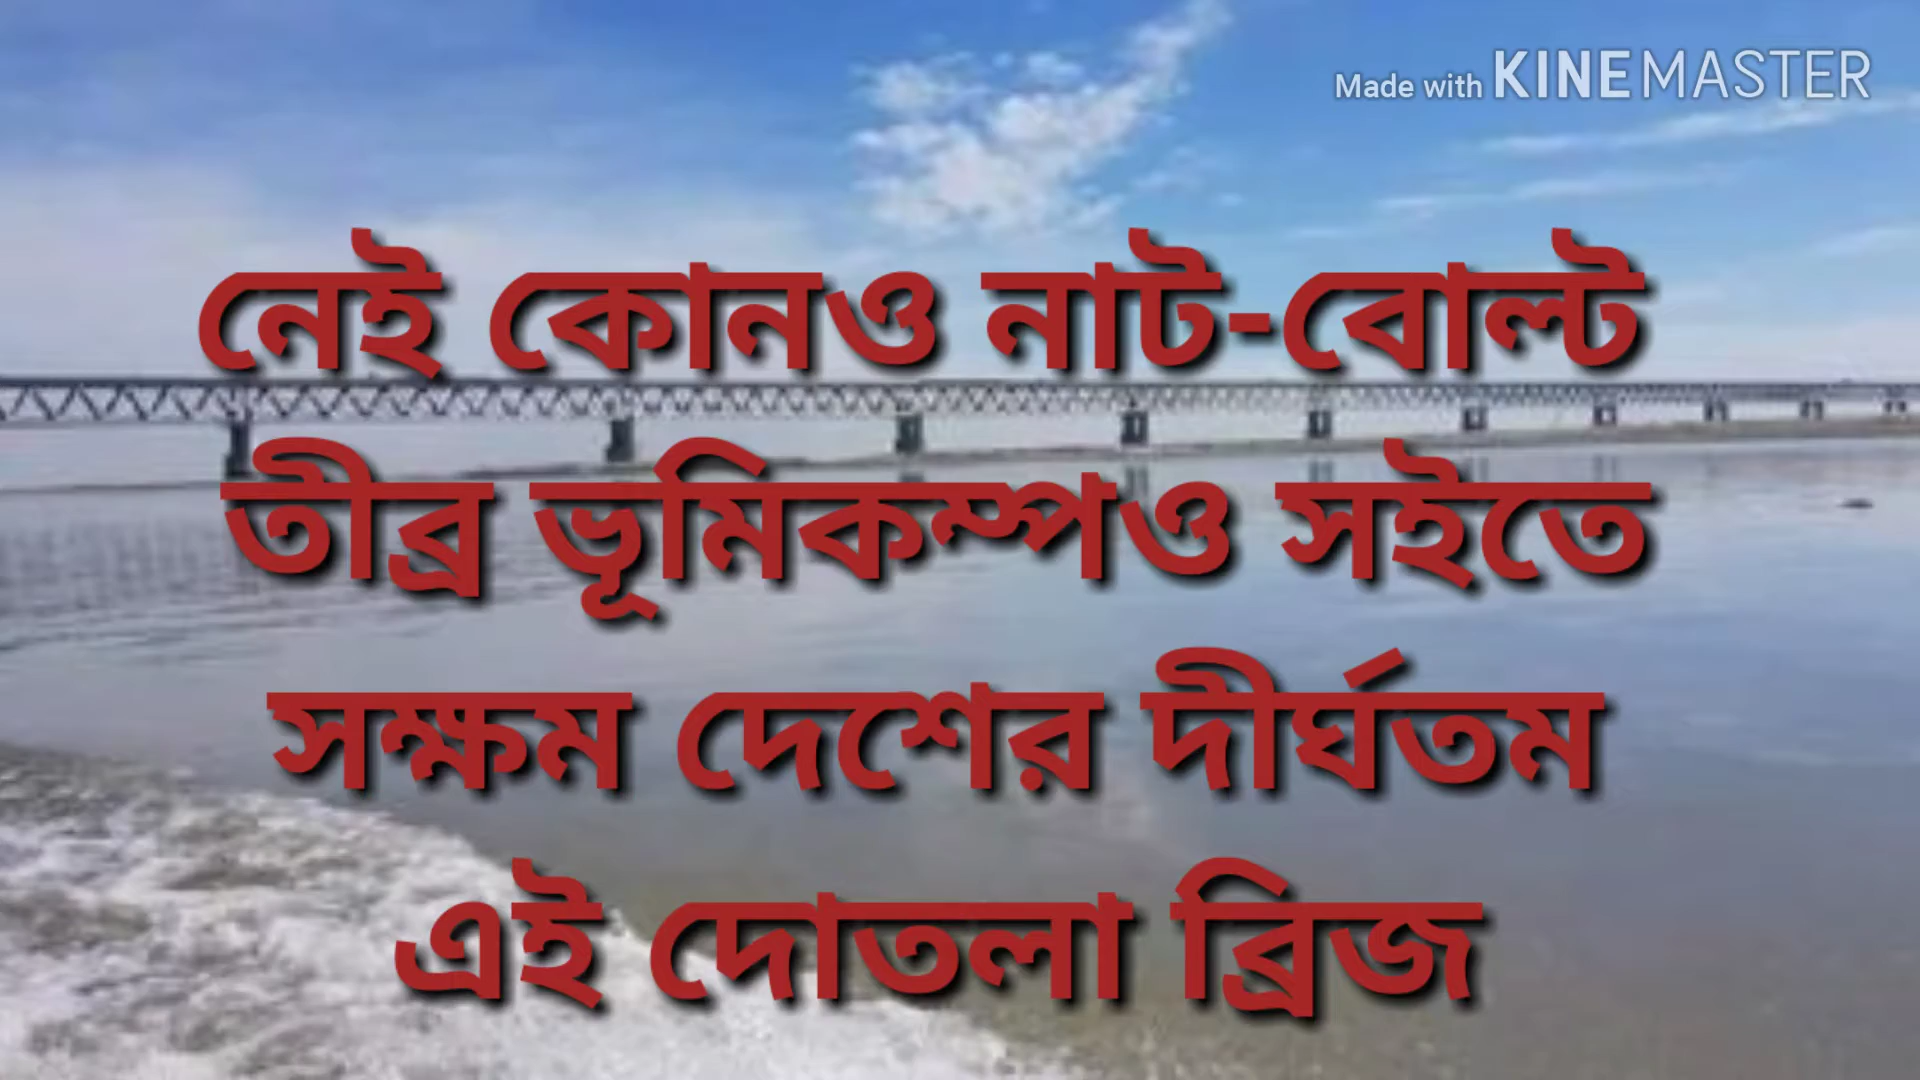 Made with KINEMASTER
নেই কোনও নাট-বোল্ট
তীব্র ভূমিকম্পও সইতে
সক্ষম দেশের দীর্ঘতম
এই দোতলা ব্রিজ